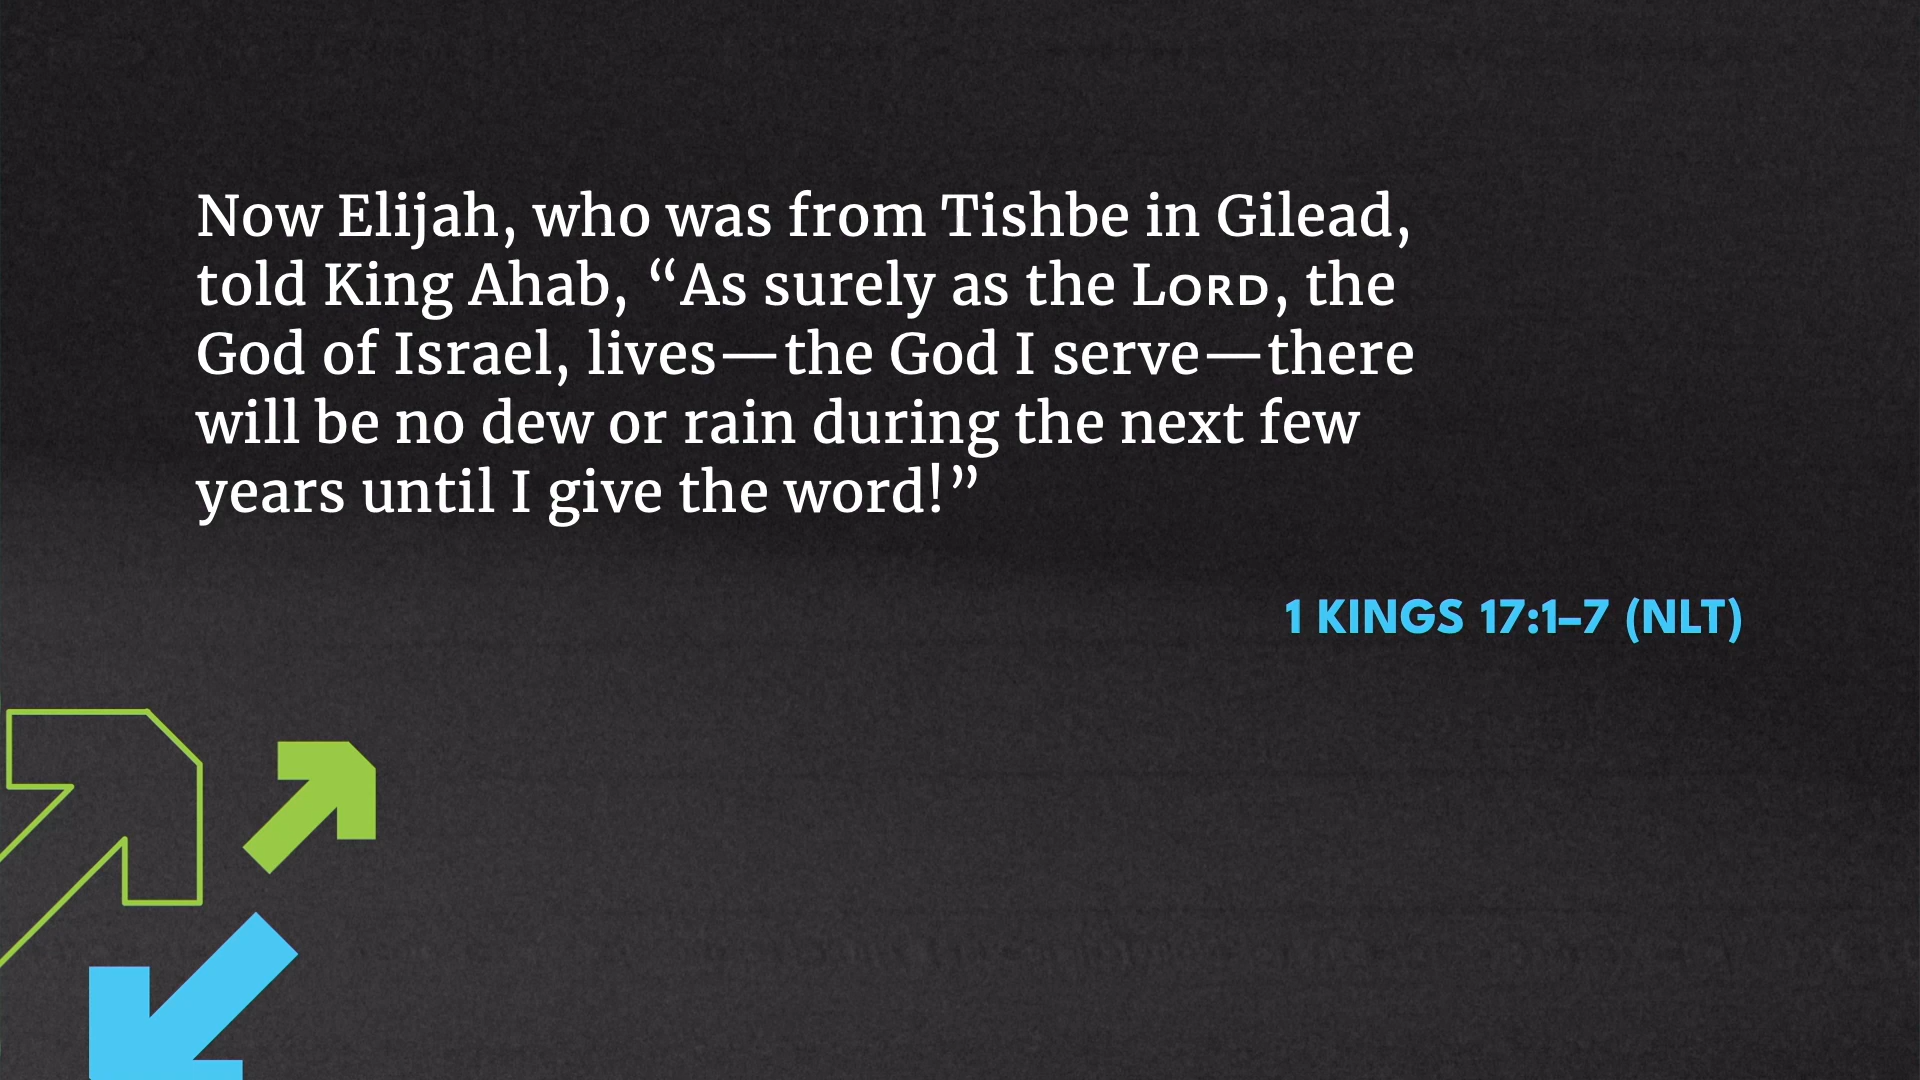 Now Elijah, who was from Tishbe in Gilead,
told King Ahab, “As surely as the LORD, the
God of Israel, lives—the God I serve—there
will be no dew or rain during the next few
years until I give the word!”
1 KINGS 17:1–7 (NLT)